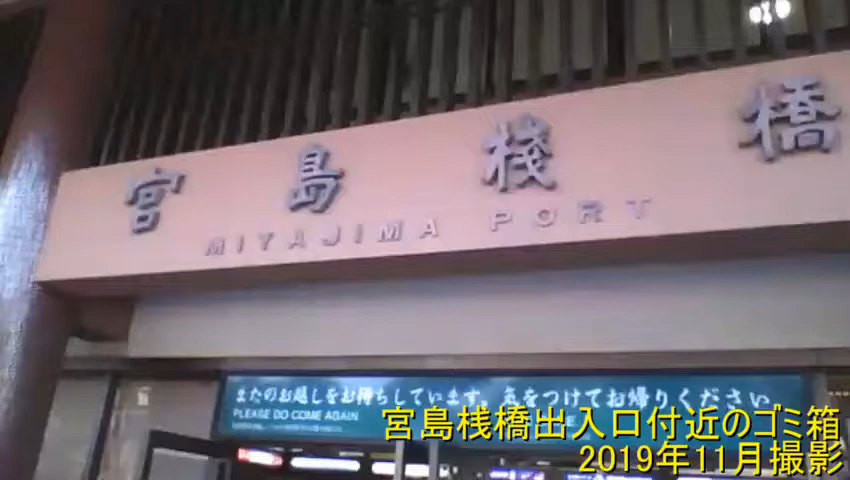 宮島棧橋
MIYAJIMA PORT
またのお越しをお待ちしています。気をつけてお帰りください。
PLEASE DO COME AGAIN.
宮島桟橋出入口付近のゴミ箱
2019年11月撮影